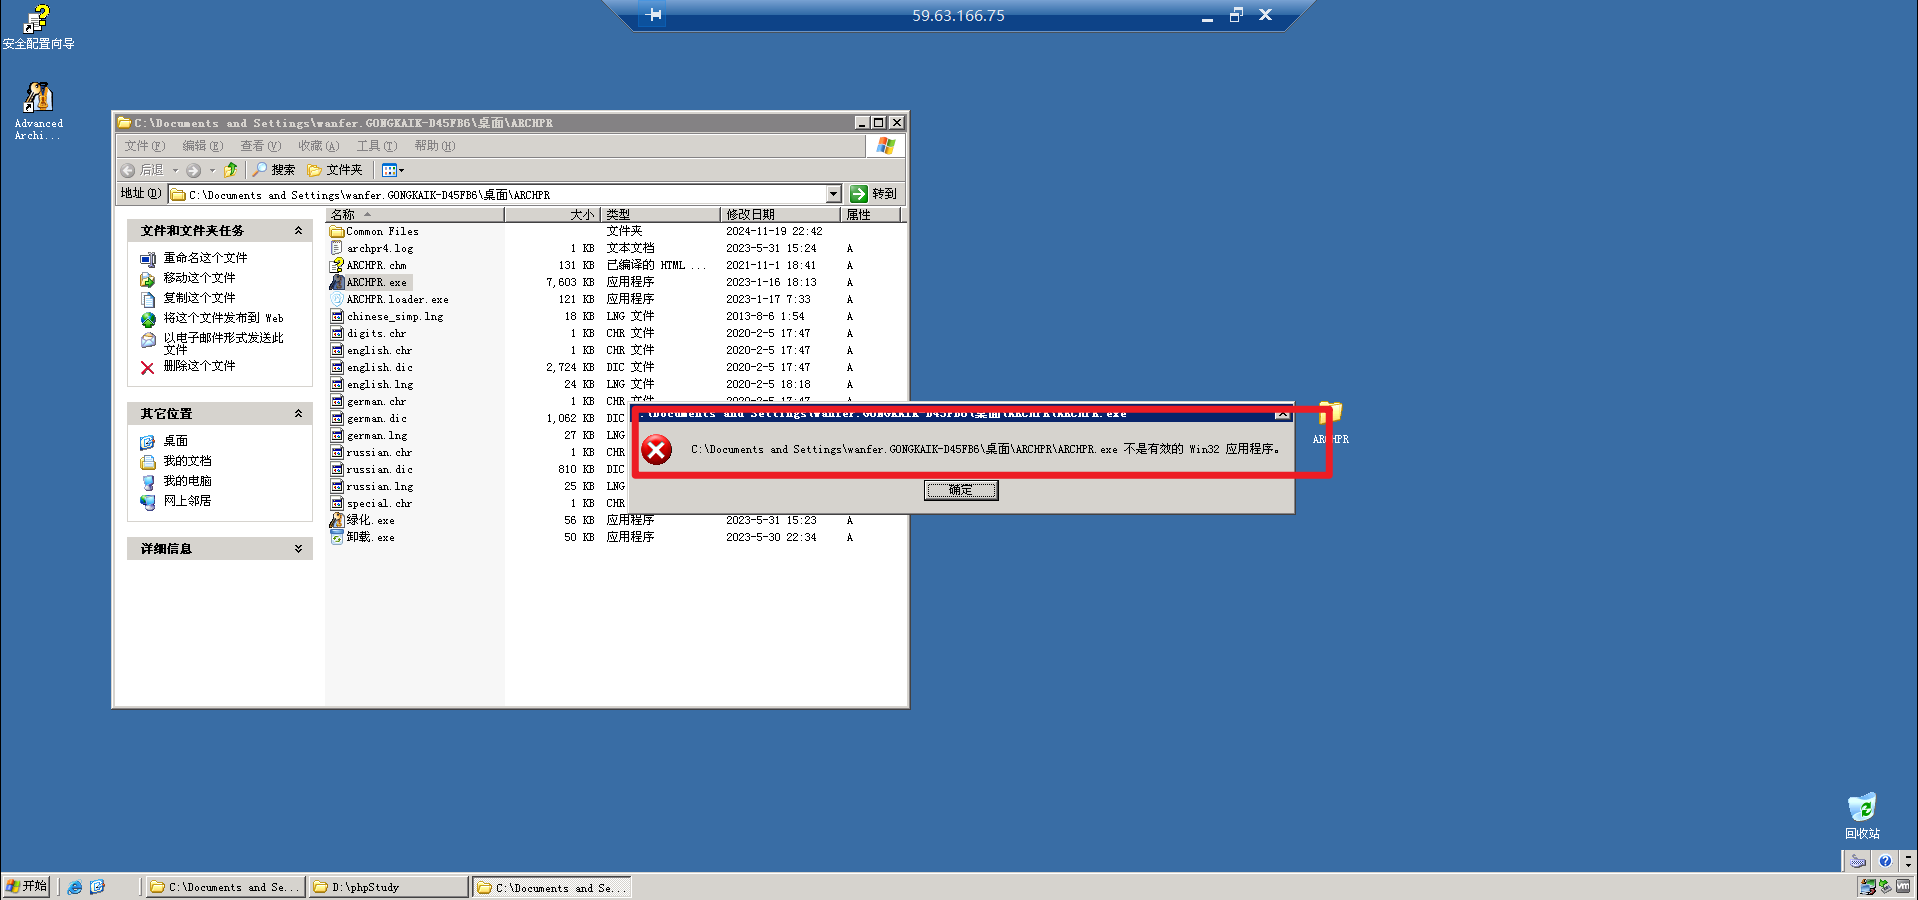 59.63.166.75
安全配置向导
Advanced
Archi...
C:\Documents and Settings\wanfer.GONGKAIK-D45FB6\桌面\ARCHPR
文件(F) 编辑(E) 查看(V) 收藏(A) 工具(T) 帮助(H)
后退 搜索 文件夹
地址(D) C:\Documents and Settings\wanfer.GONGKAIK-D45FB6\桌面\ARCHPR 转到
文件和文件夹任务
重命名这个文件
移动这个文件
复制这个文件
将这个文件发布到 Web
以电子邮件形式发送此
文件
删除这个文件
其它位置
桌面
我的文档
我的电脑
网上邻居
详细信息
名称 大小 类型 修改日期 属性
Common Files 文件夹 2024-11-19 22:42
archpr4.log 1 KB 文本文档 2023-5-31 15:24 A
ARCHPR.chm 131 KB 已编译的 HTML ... 2021-11-1 18:41 A
ARCHPR.exe 7,603 KB 应用程序 2023-1-16 18:13 A
ARCHPR.loader.exe 121 KB 应用程序 2023-1-17 7:33 A
chinese_simp.lng 18 KB LNG 文件 2013-8-6 1:54 A
digits.chr 1 KB CHR 文件 2020-2-5 17:47 A
english.chr 1 KB CHR 文件 2020-2-5 17:47 A
english.dic 2,724 KB DIC 文件 2020-2-5 17:47 A
english.lng 24 KB LNG 文件 2020-2-5 18:18 A
german.chr 1 KB CHR 文件 2020-2-5 17:47 A
german.dic 1,062 KB DIC
german.lng 27 KB LNG
russian.chr 1 KB CHR
russian.dic 810 KB DIC
russian.lng 25 KB LNG
special.chr 1 KB CHR
绿化.exe 56 KB 应用程序 2023-5-31 15:23 A
卸载.exe 50 KB 应用程序 2023-5-30 22:34 A
:\Documents and Settings\wanfer.GONGKAIK-D45FB6\桌面\ARCHPR\ARCHPR.exe
C:\Documents and Settings\wanfer.GONGKAIK-D45FB6\桌面\ARCHPR\ARCHPR.exe 不是有效的 Win32 应用程序。
确定
ARCHPR
回收站
开始 C:\Documents and Se... D:\phpStudy C:\Documents and Se...